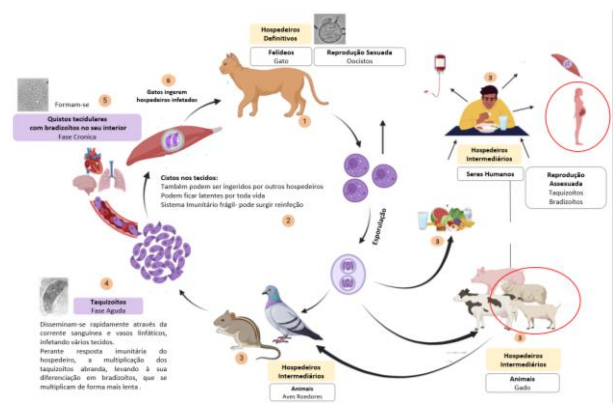 Hospedeiros
Definitivos
Felídeos
Gato
Reprodução Sexuada
Oocistos
6
Gatos ingerem
hospedeiros infetados
5
Formam-se
Quistos teciduleres
com bradizoítos no seu interior
Fase Cronica
1
Cistos nos tecidos:
Também podem ser ingeridos por outros hospedeiros
Podem ficar latentes por toda vida
Sistema Imunitário frágil- pode surgir reinfeção
2
Esporulação
3
Hospedeiros
Intermediários
Seras Humanos
Reprodução
Assexuada
Taquizoítos
Bradizoítos
3
4
Taquizoítos
Fase Aguda
Disseminam-se rapidamente através da
corrente sanguínea e vasos linfáticos,
infetando vários tecidos.
Perante resposta imunitária do
hospedeiro, a multiplicação dos
taquizoítos abranda, levando à sua
diferenciação em bradizoítos, que se
multiplicam de forma mais lenta .
3
Hospedeiros
Intermediários
Animais
Aves Roedores
3
Hospedeiros
Intermediários
Animais
Gado